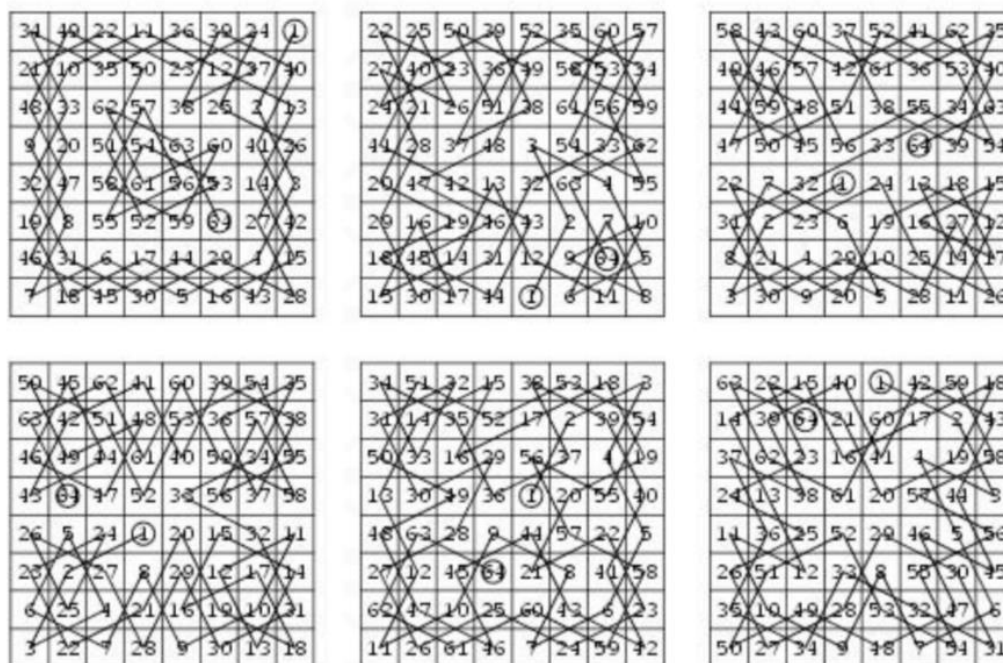 34 49 22 11 36 39 24 1
21 10 35 50 23 12 37 40
48 33 62 57 38 25 2 13
9 20 51 54 63 60 41 26
32 47 58 61 56 53 14 3
19 8 55 52 59 64 27 42
46 31 6 17 44 29 4 15
7 18 45 30 5 16 43 28
22 25 50 39 52 35 60 57
27 40 23 36 49 58 53 34
24 21 26 51 38 61 56 59
41 28 37 48 3 54 33 62
20 47 42 13 32 63 4 55
29 16 19 46 43 2 7 10
18 45 14 31 12 9 64 5
15 30 17 44 1 6 11 8
58 43 60 37 52 41 62 35
49 46 57 42 61 36 53 40
44 59 48 51 38 55 34 63
47 50 45 56 33 64 39 54
22 7 32 1 24 13 18 15
31 2 23 6 19 16 27 12
8 21 4 29 10 25 14 17
3 30 9 20 5 28 11 26
50 45 62 41 60 39 54 35
63 42 51 48 53 36 57 38
46 49 44 61 40 59 34 55
43 64 47 52 33 56 37 58
26 5 24 1 20 15 32 11
23 2 27 8 29 12 17 14
6 25 4 21 16 19 10 31
3 22 7 28 9 30 13 18
34 51 32 15 38 53 18 3
31 14 35 52 17 2 39 54
50 33 16 29 56 37 4 19
13 30 49 36 1 20 55 40
48 63 28 9 44 57 22 5
27 12 45 64 21 8 41 58
62 47 10 25 60 43 6 23
11 26 61 46 7 24 59 42
63 22 15 40 1 42 59 18
14 39 64 21 60 17 2 43
37 62 23 16 41 4 19 58
24 13 38 61 20 57 44 3
11 36 25 52 29 46 5 56
26 51 12 33 8 55 30 45
35 10 49 28 53 32 47 6
50 27 34 9 48 7 54 31